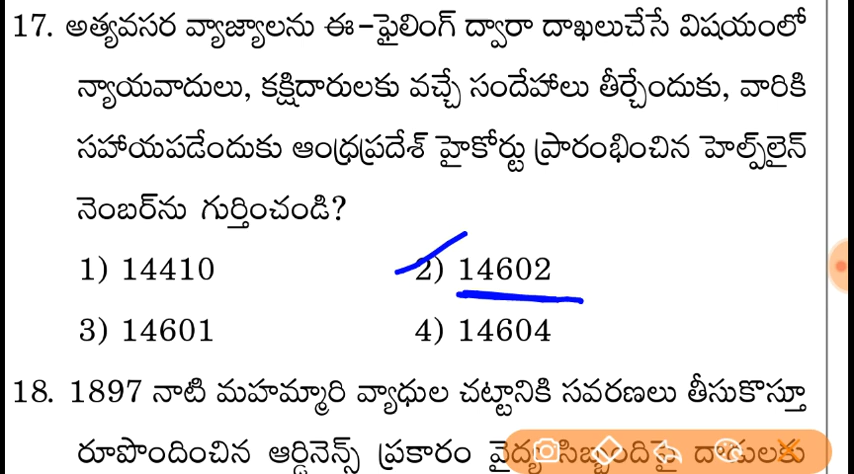 17. అత్యవసర వ్యాజ్యాలను ఈ-ఫైలింగ్ ద్వారా దాఖలుచేసే విషయంలో
న్యాయవాదులు, కక్షిదారులకు వచ్చే సందేహాలు తీర్చేందుకు, వారికి
సహాయపడేందుకు ఆంధ్రప్రదేశ్ హైకోర్టు ప్రారంభించిన హెల్ప్‌లైన్
నెంబర్‌ను గుర్తించండి?
1) 14410 2) 14602
3) 14601 4) 14604
18. 1897 నాటి మహమ్మారి వ్యాధుల చట్టానికి సవరణలు తీసుకొస్తూ
రూపొందించిన ఆర్డినెన్స్ ప్రకారం వైద్య సిబ్బందిపై దాడులకు